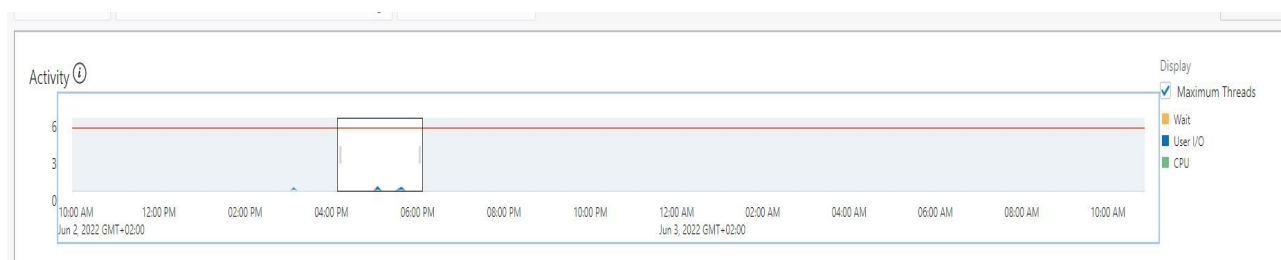 Activity i
Display
Maximum Threads
Wait
User I/O
CPU
6
3
0
10:00 AM 12:00 PM 02:00 PM 04:00 PM 06:00 PM 08:00 PM 10:00 PM 12:00 AM 02:00 AM 04:00 AM 06:00 AM 08:00 AM 10:00 AM
Jun 2, 2022 GMT+02:00 Jun 3, 2022 GMT+02:00